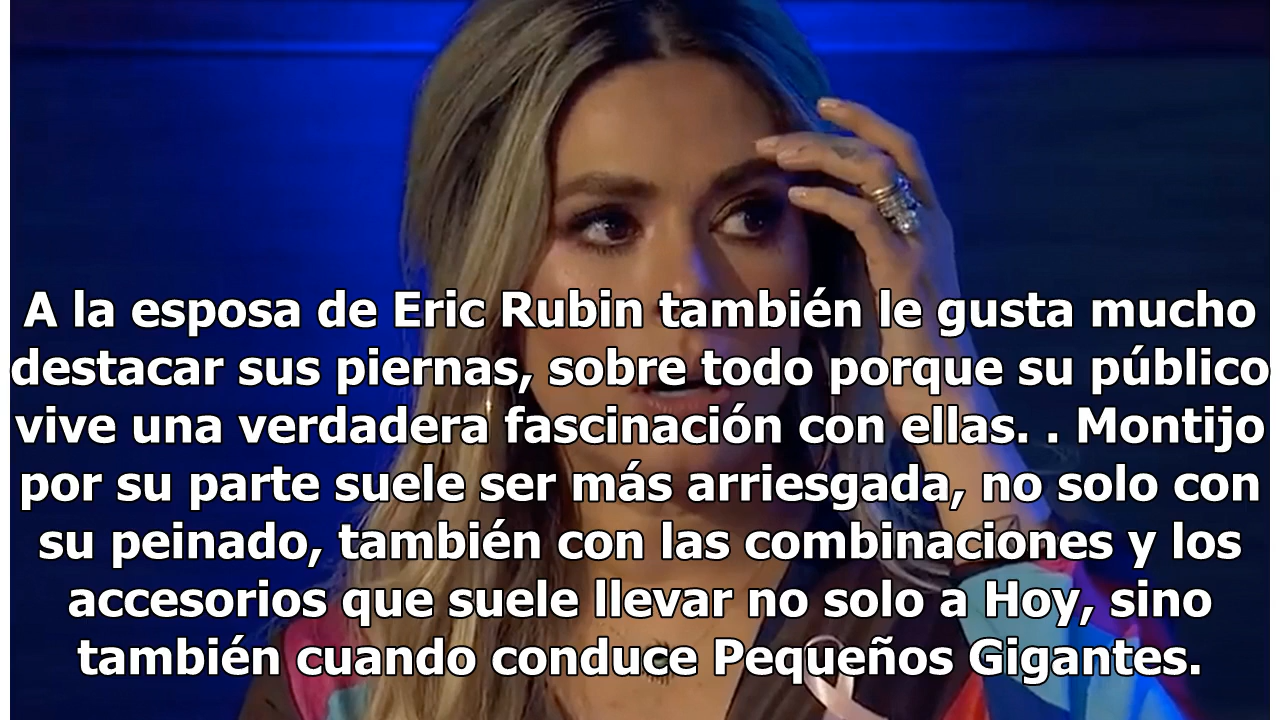 A la esposa de Eric Rubin también le gusta mucho
destacar sus piernas, sobre todo porque su público
vive una verdadera fascinación con ellas. . Montijo
por su parte suele ser más arriesgada, no solo con
su peinado, también con las combinaciones y los
accesorios que suele llevar no solo a Hoy, sino
también cuando conduce Pequeños Gigantes.